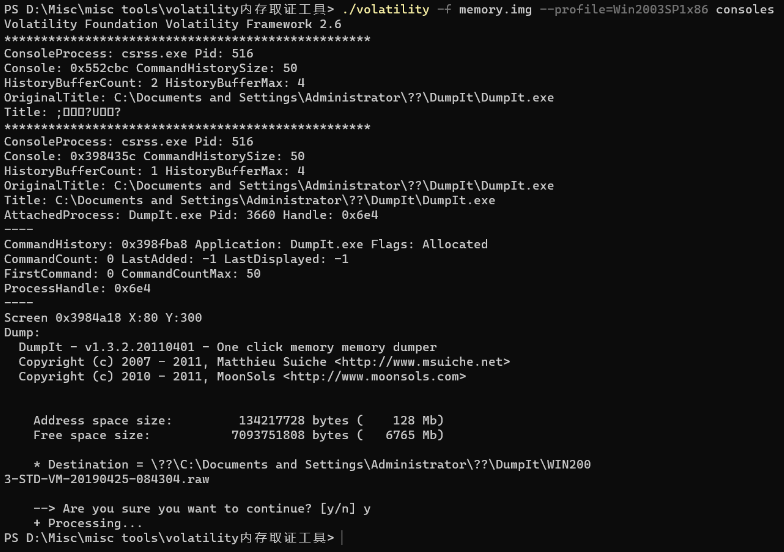 PS D:\Misc\misc tools\volatility内存取证工具> ./volatility -f memory.img --profile=Win2003SP1x86 consoles
Volatility Foundation Volatility Framework 2.6
**************************************************
ConsoleProcess: csrss.exe Pid: 516
Console: 0x552cbc CommandHistorySize: 50
HistoryBufferCount: 2 HistoryBufferMax: 4
OriginalTitle: C:\Documents and Settings\Administrator\??\DumpIt\DumpIt.exe
Title: ;▯▯▯?U▯▯?
**************************************************
ConsoleProcess: csrss.exe Pid: 516
Console: 0x398435c CommandHistorySize: 50
HistoryBufferCount: 1 HistoryBufferMax: 4
OriginalTitle: C:\Documents and Settings\Administrator\??\DumpIt\DumpIt.exe
Title: C:\Documents and Settings\Administrator\??\DumpIt\DumpIt.exe
AttachedProcess: DumpIt.exe Pid: 3660 Handle: 0x6e4
----
CommandHistory: 0x398fba8 Application: DumpIt.exe Flags: Allocated
CommandCount: 0 LastAdded: -1 LastDisplayed: -1
FirstCommand: 0 CommandCountMax: 50
ProcessHandle: 0x6e4
----
Screen 0x3984a18 X:80 Y:300
Dump:
  DumpIt - v1.3.2.20110401 - One click memory memory dumper
  Copyright (c) 2007 - 2011, Matthieu Suiche <http://www.msuiche.net>
  Copyright (c) 2010 - 2011, MoonSols <http://www.moonsols.com>
    Address space size:         134217728 bytes (    128 Mb)
    Free space size:           7093751808 bytes (   6765 Mb)
    * Destination = \??\C:\Documents and Settings\Administrator\??\DumpIt\WIN200
3-STD-VM-20190425-084304.raw
    --> Are you sure you want to continue? [y/n] y
    + Processing...
PS D:\Misc\misc tools\volatility内存取证工具>